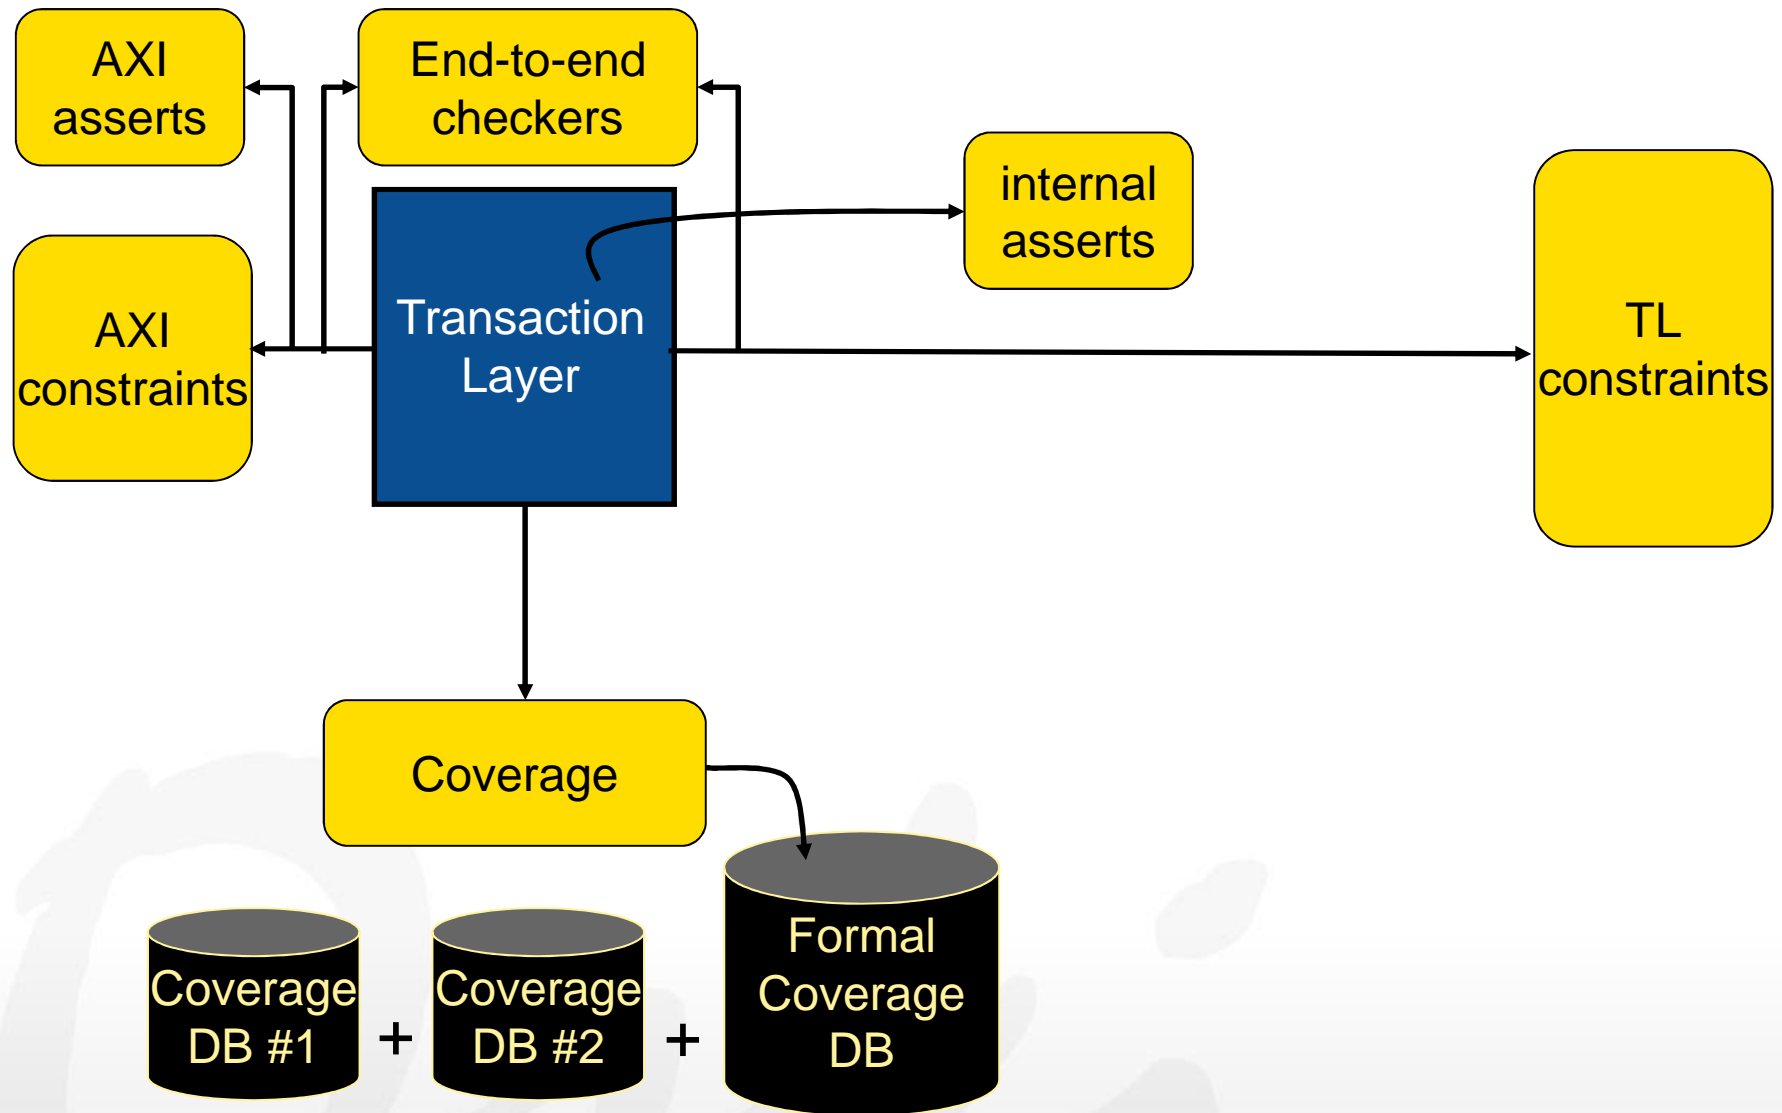 AXI
asserts
End-to-end
checkers
internal
asserts
AXI
constraints
Transaction
Layer
TL
constraints
Coverage
Coverage
DB #1
+
Coverage
DB #2
+
Formal
Coverage
DB